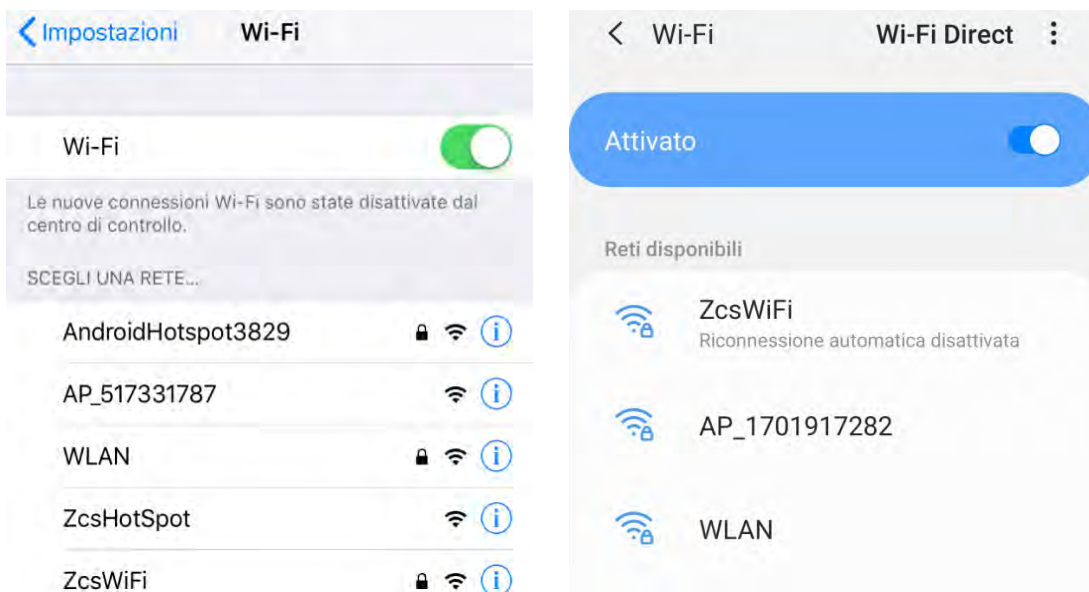 Impostazioni
Wi-Fi
Wi-Fi
Le nuove connessioni Wi-Fi sono state disattivate dal
centro di controllo.
SCEGLI UNA RETE...
AndroidHotspot3829
AP_517331787
WLAN
ZcsHotSpot
ZcsWiFi
Wi-Fi
Wi-Fi Direct
Attivato
Reti disponibili
ZcsWiFi
Riconnessione automatica disattivata
AP_1701917282
WLAN